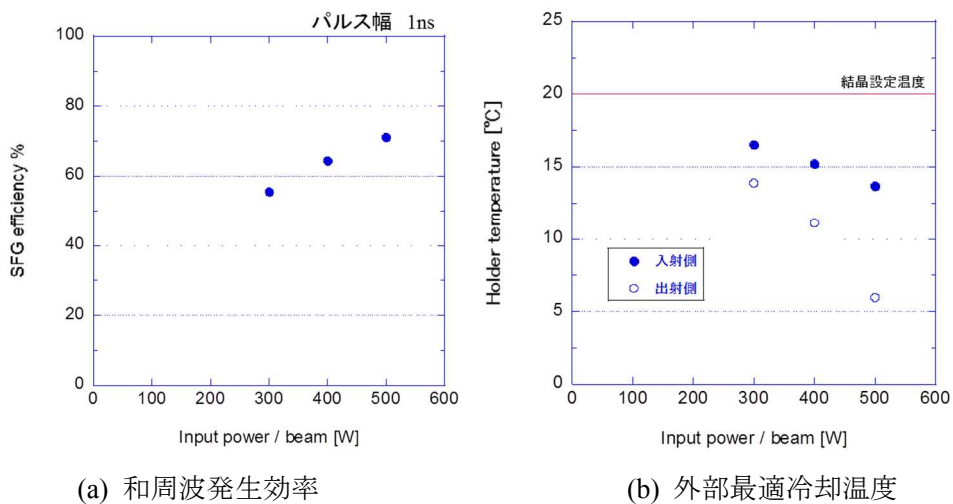 パルス幅 1ns
100
80
60
40
20
0
SFG efficiency %
0 100 200 300 400 500 600
Input power / beam [W]
(a) 和周波発生効率
25
20
15
10
5
0
Holder temperature [℃]
結晶設定温度
入射側
出射側
0 100 200 300 400 500 600
Input power / beam [W]
(b) 外部最適冷却温度